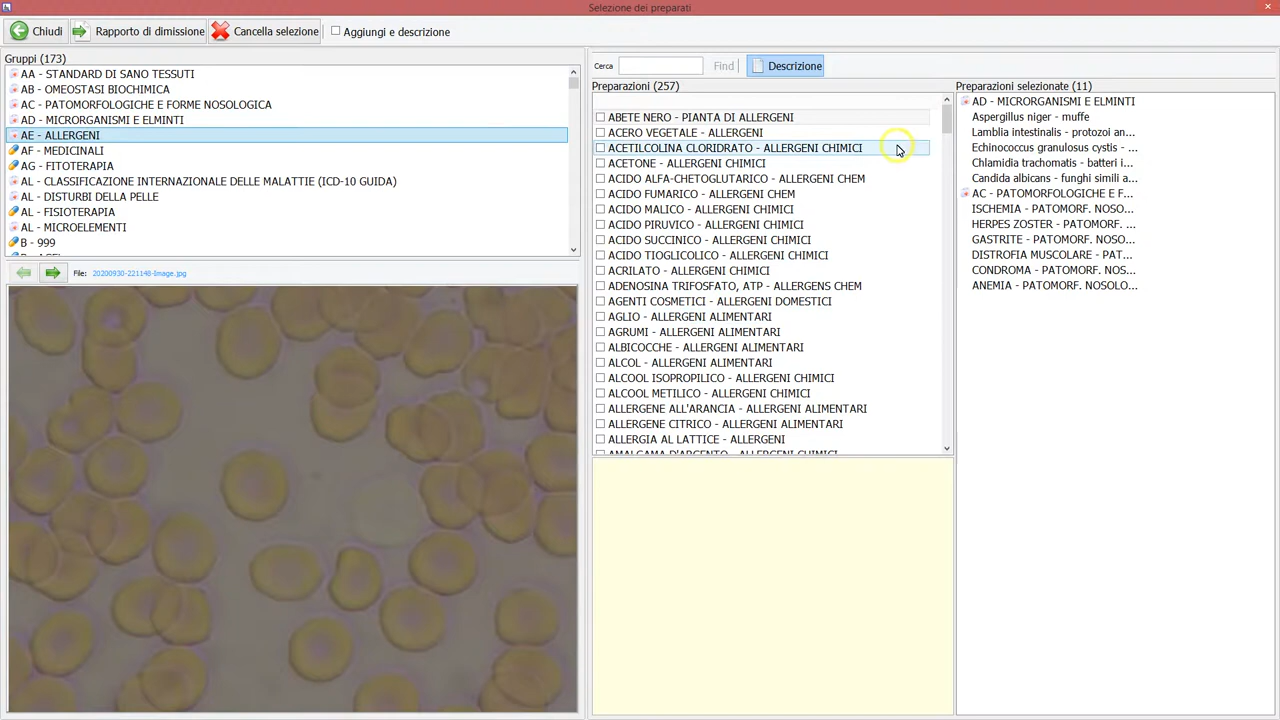 Selezione dei preparati
Chiudi
Rapporto di dimissione
Cancella selezione
Aggiungi e descrizione
Gruppi (173)
AA - STANDARD DI SANO TESSUTI
AB - OMEOSTASI BIOCHIMICA
AC - PATOMORFOLOGICHE E FORME NOSOLOGICA
AD - MICRORGANISMI E ELMINTI
AE - ALLERGENI
AF - MEDICINALI
AG - FITOTERAPIA
AL - CLASSIFICAZIONE INTERNAZIONALE DELLE MALATTIE (ICD-10 GUIDA)
AL - DISTURBI DELLA PELLE
AL - FISIOTERAPIA
AL - MICROELEMENTI
B - 999
File: 20200930-221148-Image.jpg
Cerca
Find
Descrizione
Preparazioni (257)
ABETE NERO - PIANTA DI ALLERGENI
ACERO VEGETALE - ALLERGENI
ACETILCOLINA CLORIDRATO - ALLERGENI CHIMICI
ACETONE - ALLERGENI CHIMICI
ACIDO ALFA-CHETOGLUTARICO - ALLERGENI CHEM
ACIDO FUMARICO - ALLERGENI CHEM
ACIDO MALICO - ALLERGENI CHIMICI
ACIDO PIRUVICO - ALLERGENI CHIMICI
ACIDO SUCCINICO - ALLERGENI CHIMICI
ACIDO TIOGLICOLICO - ALLERGENI CHIMICI
ACRILATO - ALLERGENI CHIMICI
ADENOSINA TRIFOSFATO, ATP - ALLERGENS CHEM
AGENTI COSMETICI - ALLERGENI DOMESTICI
AGLIO - ALLERGENI ALIMENTARI
AGRUMI - ALLERGENI ALIMENTARI
ALBICOCCHE - ALLERGENI ALIMENTARI
ALCOL - ALLERGENI ALIMENTARI
ALCOOL ISOPROPILICO - ALLERGENI CHIMICI
ALCOOL METILICO - ALLERGENI CHIMICI
ALLERGENE ALL'ARANCIA - ALLERGENI ALIMENTARI
ALLERGENE CITRICO - ALLERGENI ALIMENTARI
ALLERGIA AL LATTICE - ALLERGENI
AMALGAMA D'ARGENTO - ALLERGENI CHIMICI
Preparazioni selezionate (11)
AD - MICRORGANISMI E ELMINTI
Aspergillus niger - muffe
Lamblia intestinalis - protozoi an...
Echinococcus granulosus cystis - ...
Chlamidia trachomatis - batteri i...
Candida albicans - funghi simili a...
AC - PATOMORFOLOGICHE E F...
ISCHEMIA - PATOMORF. NOSO...
HERPES ZOSTER - PATOMORF. ...
GASTRITE - PATOMORF. NOSO...
DISTROFIA MUSCOLARE - PAT...
CONDROMA - PATOMORF. NOS...
ANEMIA - PATOMORF. NOSOLO...